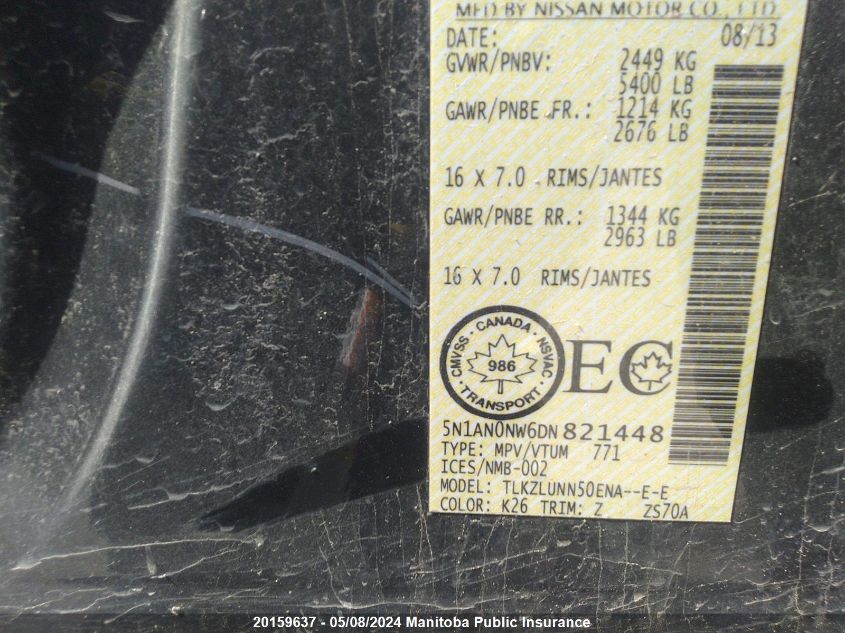 MFD BY NISSAN MOTOR CO., LTD.
DATE: 08/13
GVWR/PNBV: 2449 KG
5400 LB
GAWR/PNBE FR.: 1214 KG
2676 LB
16 X 7.0 RIMS/JANTES
GAWR/PNBE RR.: 1344 KG
2963 LB
16 X 7.0 RIMS/JANTES
CMVSS · CANADA · NSVAC
986
· TRANSPORT ·
EC
5N1AN0NW6DN821448
TYPE: MPV/VTUM 771
ICES/NMB-002
MODEL: TLKZLUNN50ENA--E-E
COLOR: K26 TRIM: Z ZS70A
20159637 - 05/08/2024 Manitoba Public Insurance